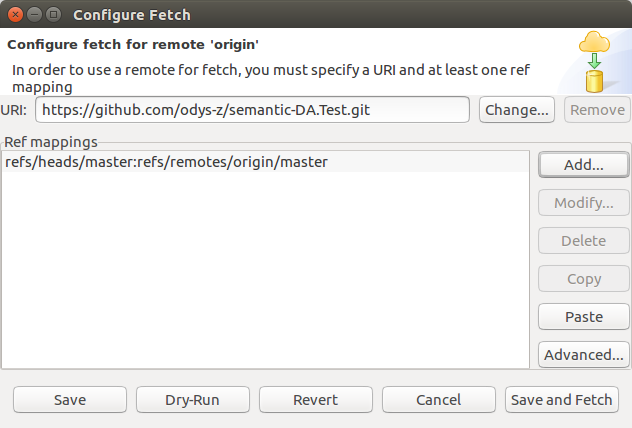 Configure Fetch
Configure fetch for remote 'origin'
In order to use a remote for fetch, you must specify a URI and at least one ref
mapping
URI: https://github.com/odys-z/semantic-DA.Test.git Change... Remove
Ref mappings
refs/heads/master:refs/remotes/origin/master
Add...
Modify...
Delete
Copy
Paste
Advanced...
Save Dry-Run Revert Cancel Save and Fetch